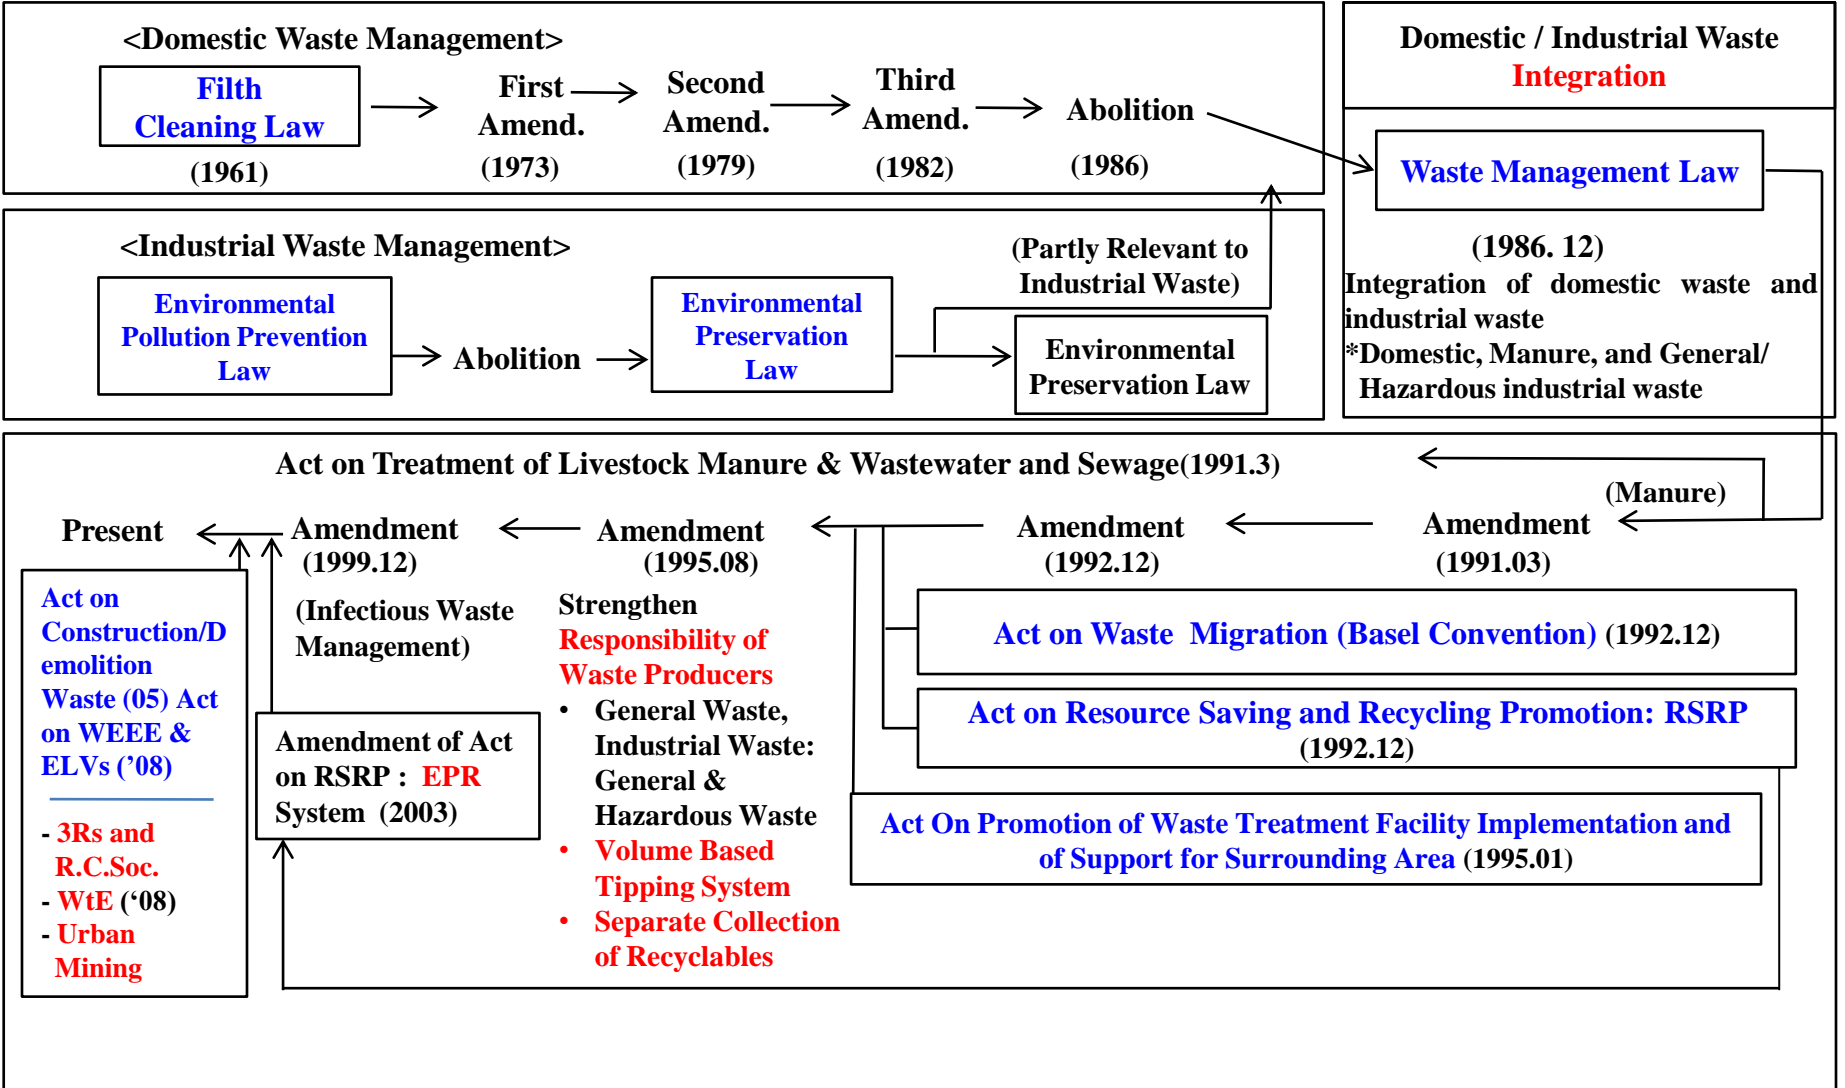 <Domestic Waste Management>
Filth
Cleaning Law
(1961)
First
Amend.
(1973)
Second
Amend.
(1979)
Third
Amend.
(1982)
Abolition
(1986)
Domestic / Industrial Waste
Integration
Waste Management Law
(1986. 12)
Integration of domestic waste and
industrial waste
*Domestic, Manure, and General/
Hazardous industrial waste
<Industrial Waste Management>
Environmental
Pollution Prevention
Law
Abolition
Environmental
Preservation
Law
(Partly Relevant to
Industrial Waste)
Environmental
Preservation Law
Act on Treatment of Livestock Manure & Wastewater and Sewage(1991.3)
(Manure)
Present
Amendment
(1999.12)
(Infectious Waste
Management)
Amendment
(1995.08)
Amendment
(1992.12)
Amendment
(1991.03)
Act on
Construction/D
emolition
Waste (05) Act
on WEEE &
ELVs (’08)
- 3Rs and
R.C.Soc.
- WtE (‘08)
- Urban
Mining
Amendment of Act
on RSRP : EPR
System (2003)
Strengthen
Responsibility of
Waste Producers
• General Waste,
Industrial Waste:
General &
Hazardous Waste
• Volume Based
Tipping System
• Separate Collection
of Recyclables
Act on Waste Migration (Basel Convention) (1992.12)
Act on Resource Saving and Recycling Promotion: RSRP
(1992.12)
Act On Promotion of Waste Treatment Facility Implementation and
of Support for Surrounding Area (1995.01)